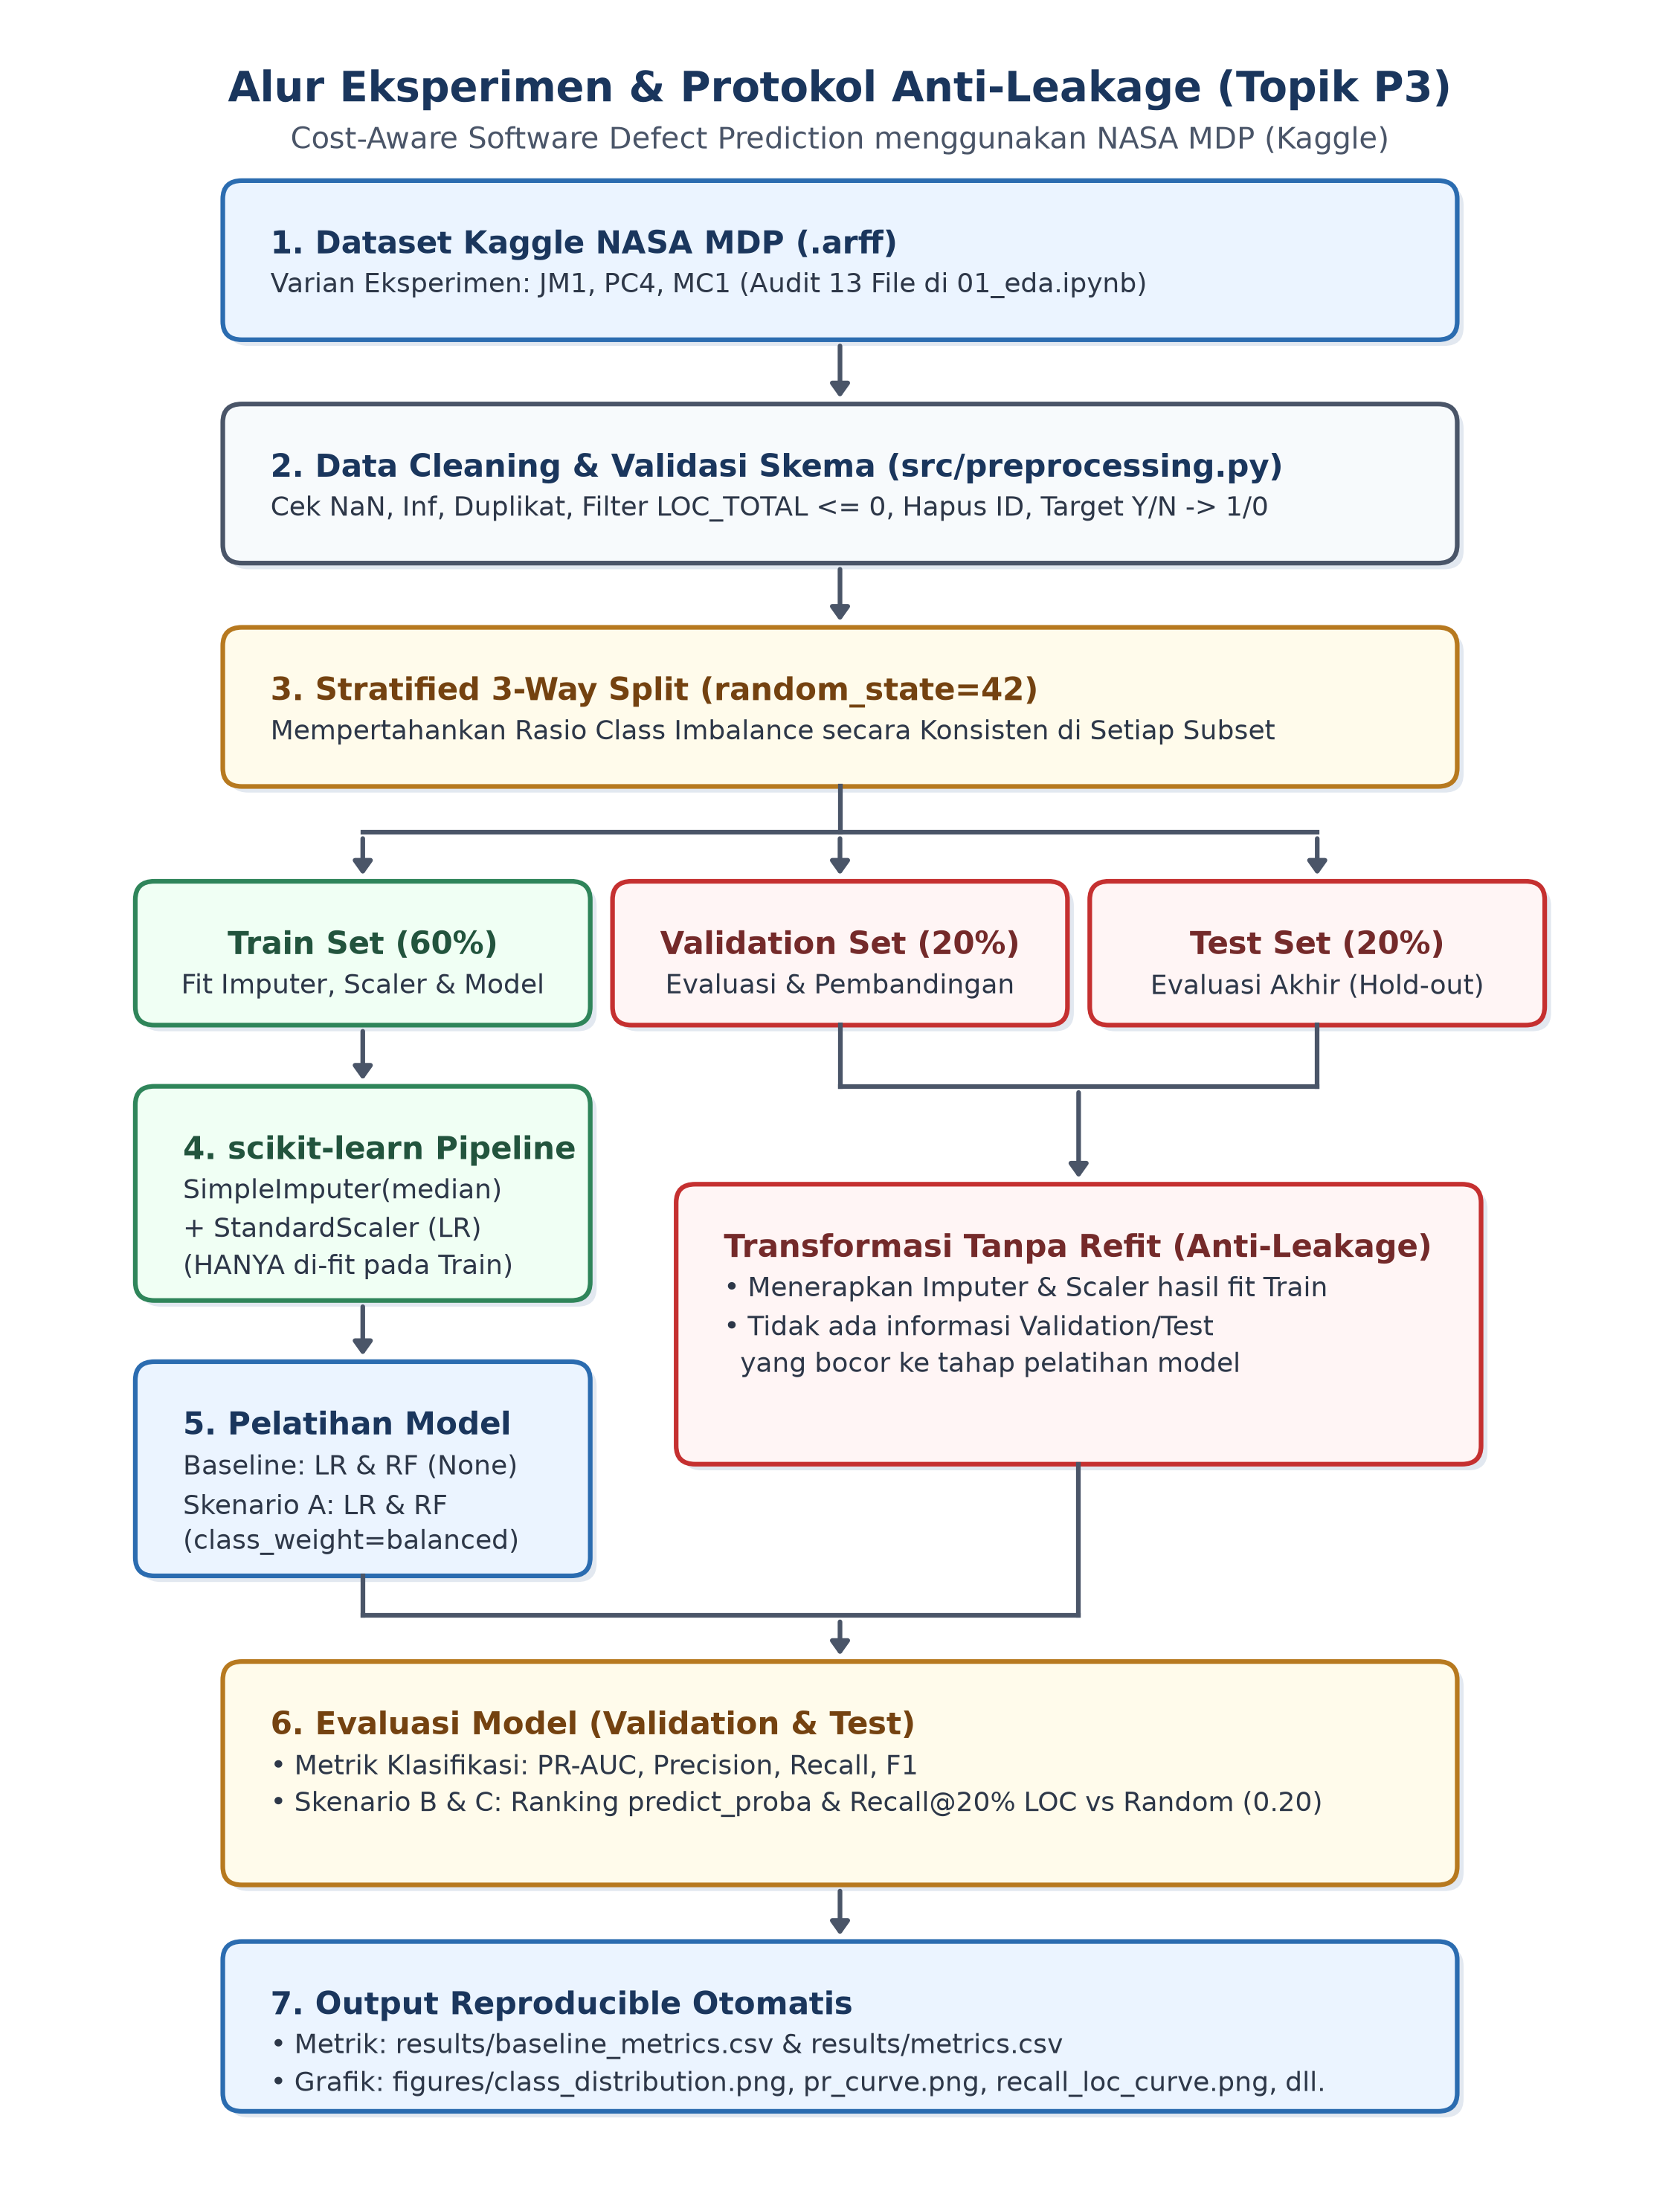 Alur Eksperimen & Protokol Anti-Leakage (Topik P3)
Cost-Aware Software Defect Prediction menggunakan NASA MDP (Kaggle)
1. Dataset Kaggle NASA MDP (.arff)
Varian Eksperimen: JM1, PC4, MC1 (Audit 13 File di 01_eda.ipynb)
2. Data Cleaning & Validasi Skema (src/preprocessing.py)
Cek NaN, Inf, Duplikat, Filter LOC_TOTAL <= 0, Hapus ID, Target Y/N -> 1/0
3. Stratified 3-Way Split (random_state=42)
Mempertahankan Rasio Class Imbalance secara Konsisten di Setiap Subset
Train Set (60%)
Fit Imputer, Scaler & Model
Validation Set (20%)
Evaluasi & Pembandingan
Test Set (20%)
Evaluasi Akhir (Hold-out)
4. scikit-learn Pipeline
SimpleImputer(median)
+ StandardScaler (LR)
(HANYA di-fit pada Train)
Transformasi Tanpa Refit (Anti-Leakage)
• Menerapkan Imputer & Scaler hasil fit Train
• Tidak ada informasi Validation/Test
yang bocor ke tahap pelatihan model
5. Pelatihan Model
Baseline: LR & RF (None)
Skenario A: LR & RF
(class_weight=balanced)
6. Evaluasi Model (Validation & Test)
• Metrik Klasifikasi: PR-AUC, Precision, Recall, F1
• Skenario B & C: Ranking predict_proba & Recall@20% LOC vs Random (0.20)
7. Output Reproducible Otomatis
• Metrik: results/baseline_metrics.csv & results/metrics.csv
• Grafik: figures/class_distribution.png, pr_curve.png, recall_loc_curve.png, dll.